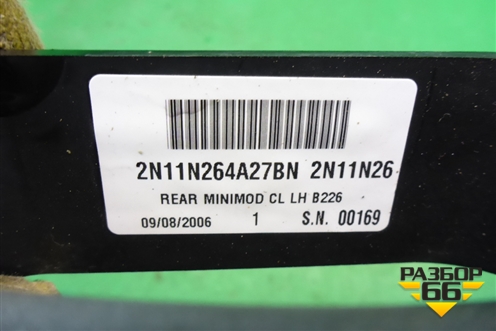 2N11N264A27BN 2N11N26
REAR MINIMOD CL LH B226
09/08/2006 1 S.N. 00169
РАЗБОР
66